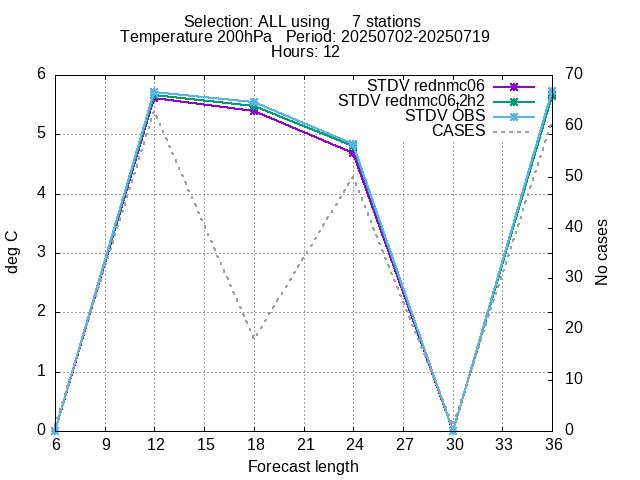 Selection: ALL using     7 stations
Temperature 200hPa   Period: 20250702-20250719
Hours: 12
STDV rednmc06
STDV rednmc06.2h2
STDV OBS
CASES
deg C
No cases
6
5
4
3
2
1
0
70
60
50
40
30
20
10
0
6 9 12 15 18 21 24 27 30 33 36
Forecast length